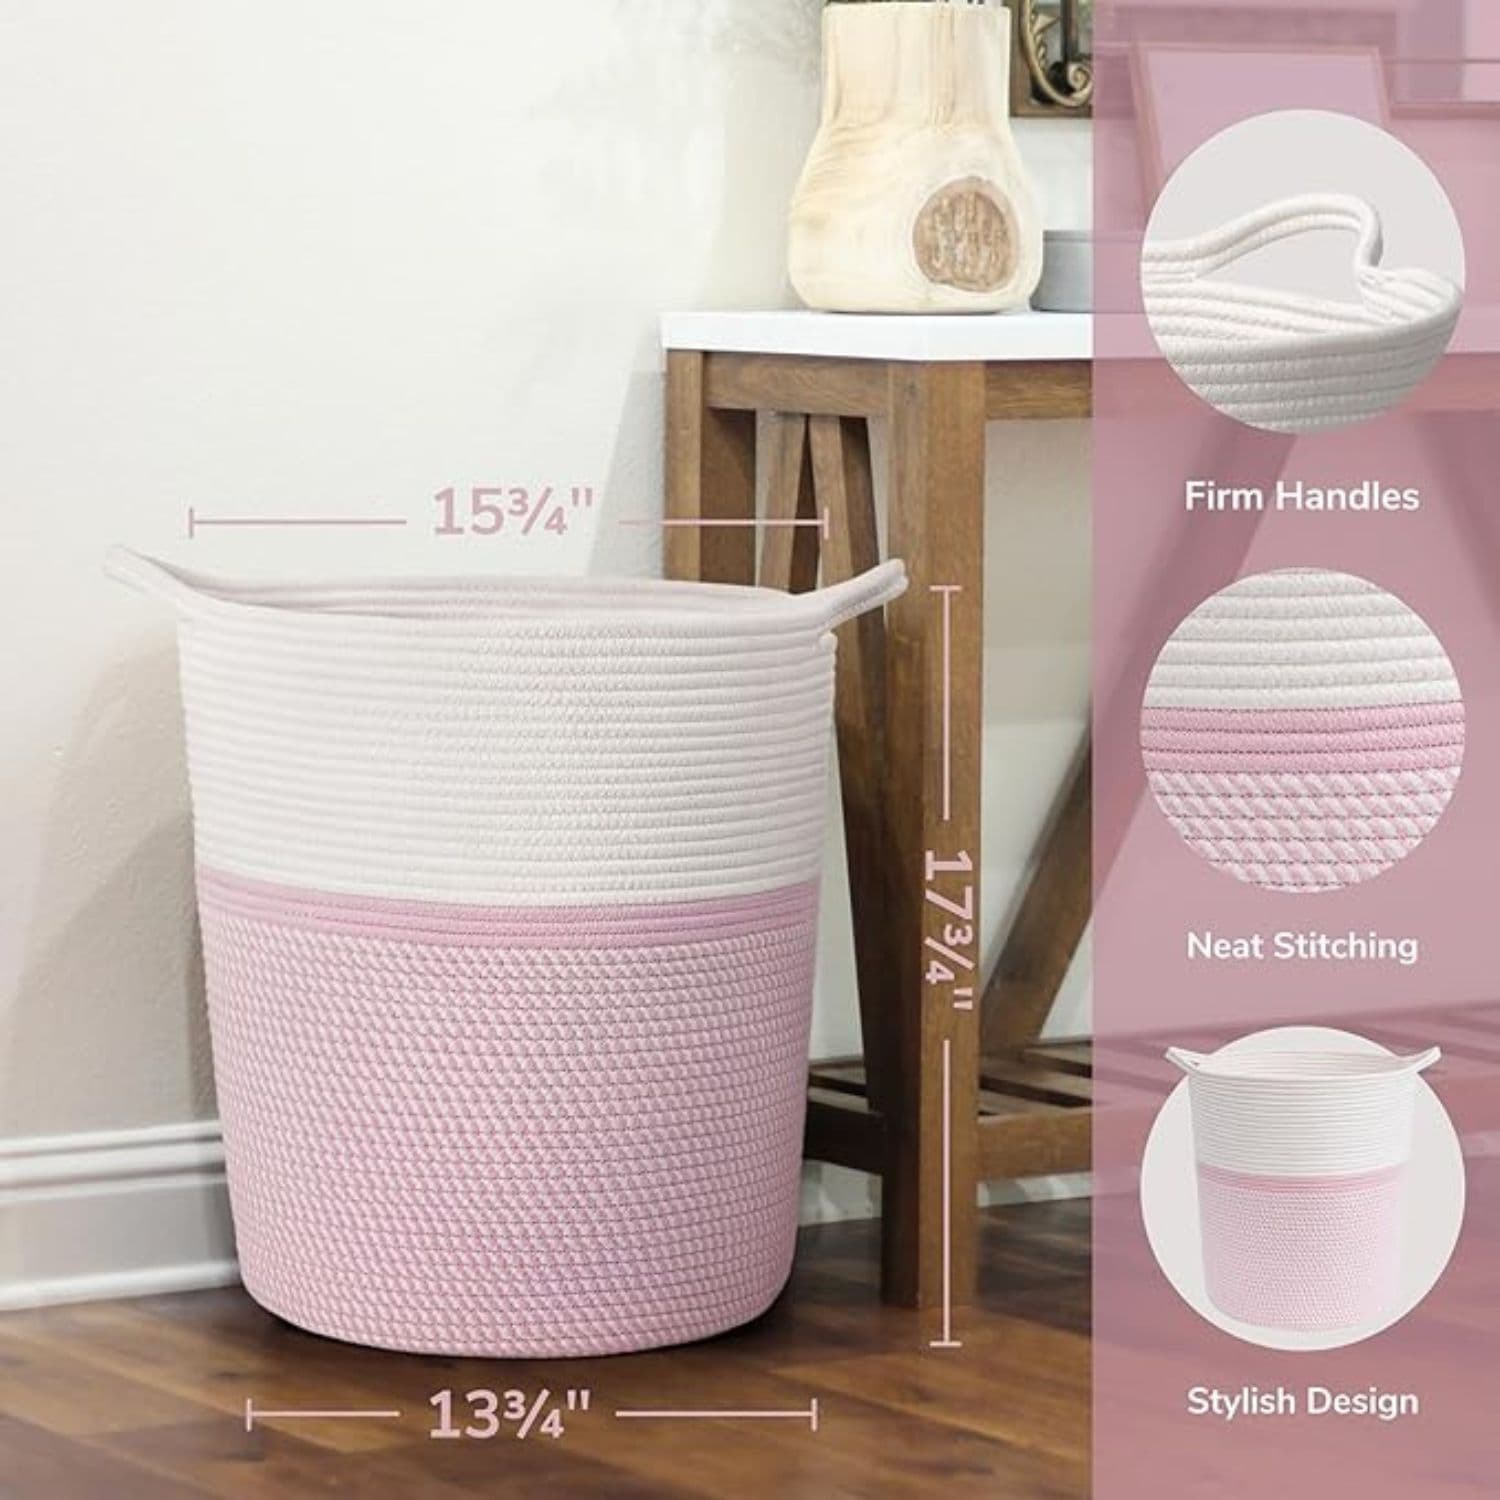 15¾"
17¾"
13¾"
Firm Handles
Neat Stitching
Stylish Design